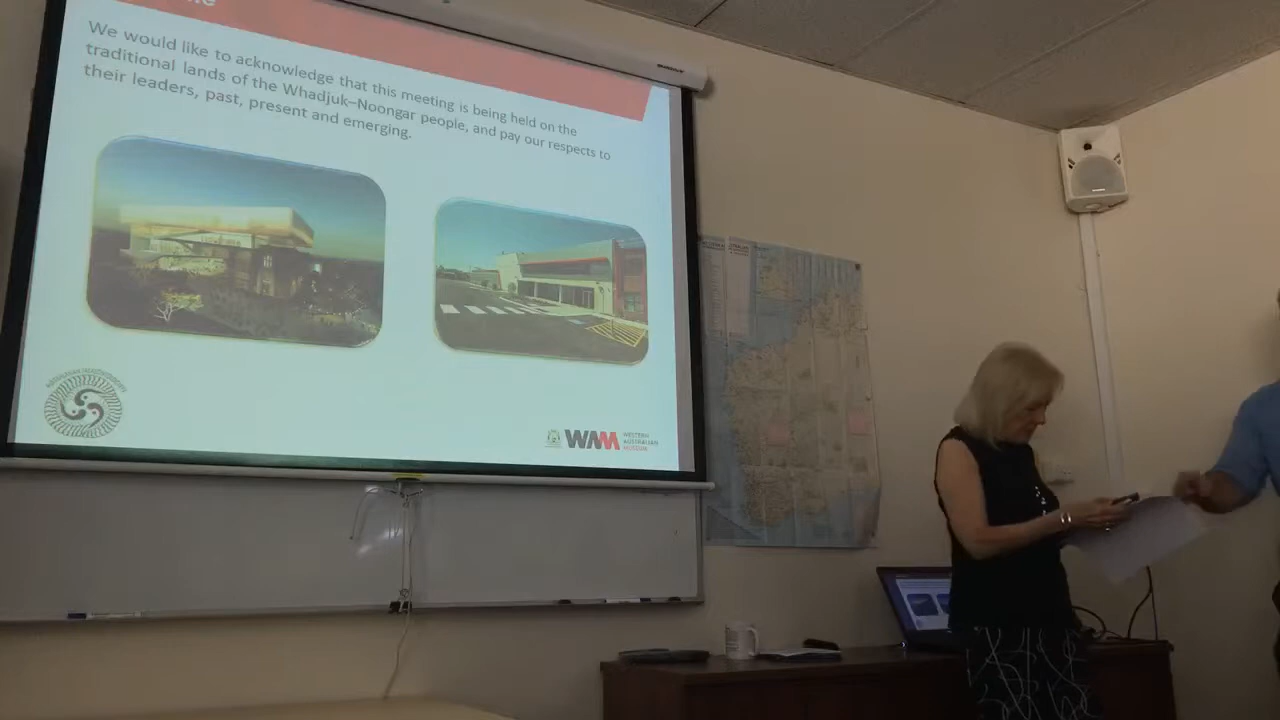 We would like to acknowledge that this meeting is being held on the
traditional lands of the Whadjuk–Noongar people, and pay our respects to
their leaders, past, present and emerging.
WAM
WESTERN
AUSTRALIAN
MUSEUM